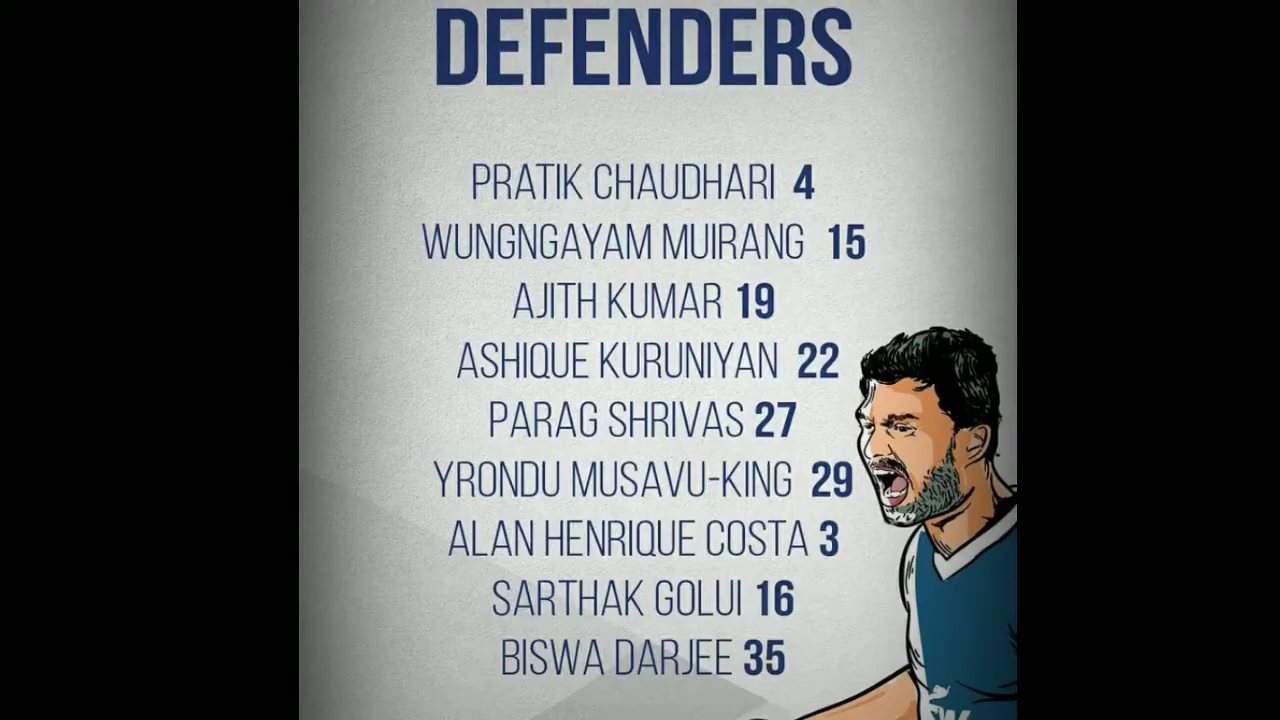 DEFENDERS
PRATIK CHAUDHARI 4
WUNGNGAYAM MUIRANG 15
AJITH KUMAR 19
ASHIQUE KURUNIYAN 22
PARAG SHRIVAS 27
YRONDU MUSAVU-KING 29
ALAN HENRIQUE COSTA 3
SARTHAK GOLUI 16
BISWA DARJEE 35